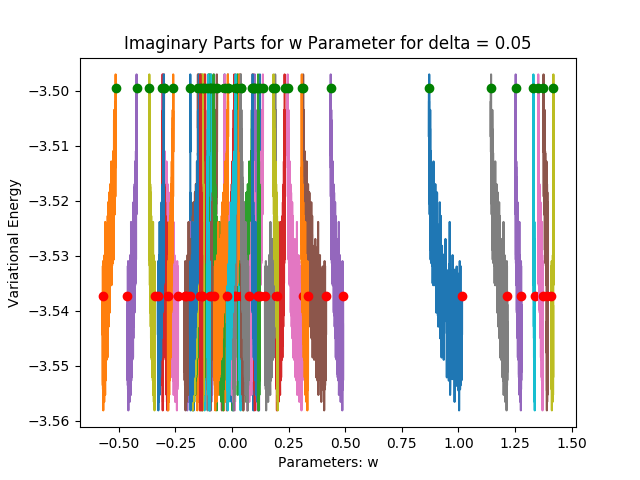 Imaginary Parts for w Parameter for delta = 0.05
Variational Energy
−3.50
−3.51
−3.52
−3.53
−3.54
−3.55
−3.56
−0.50 −0.25 0.00 0.25 0.50 0.75 1.00 1.25 1.50
Parameters: w